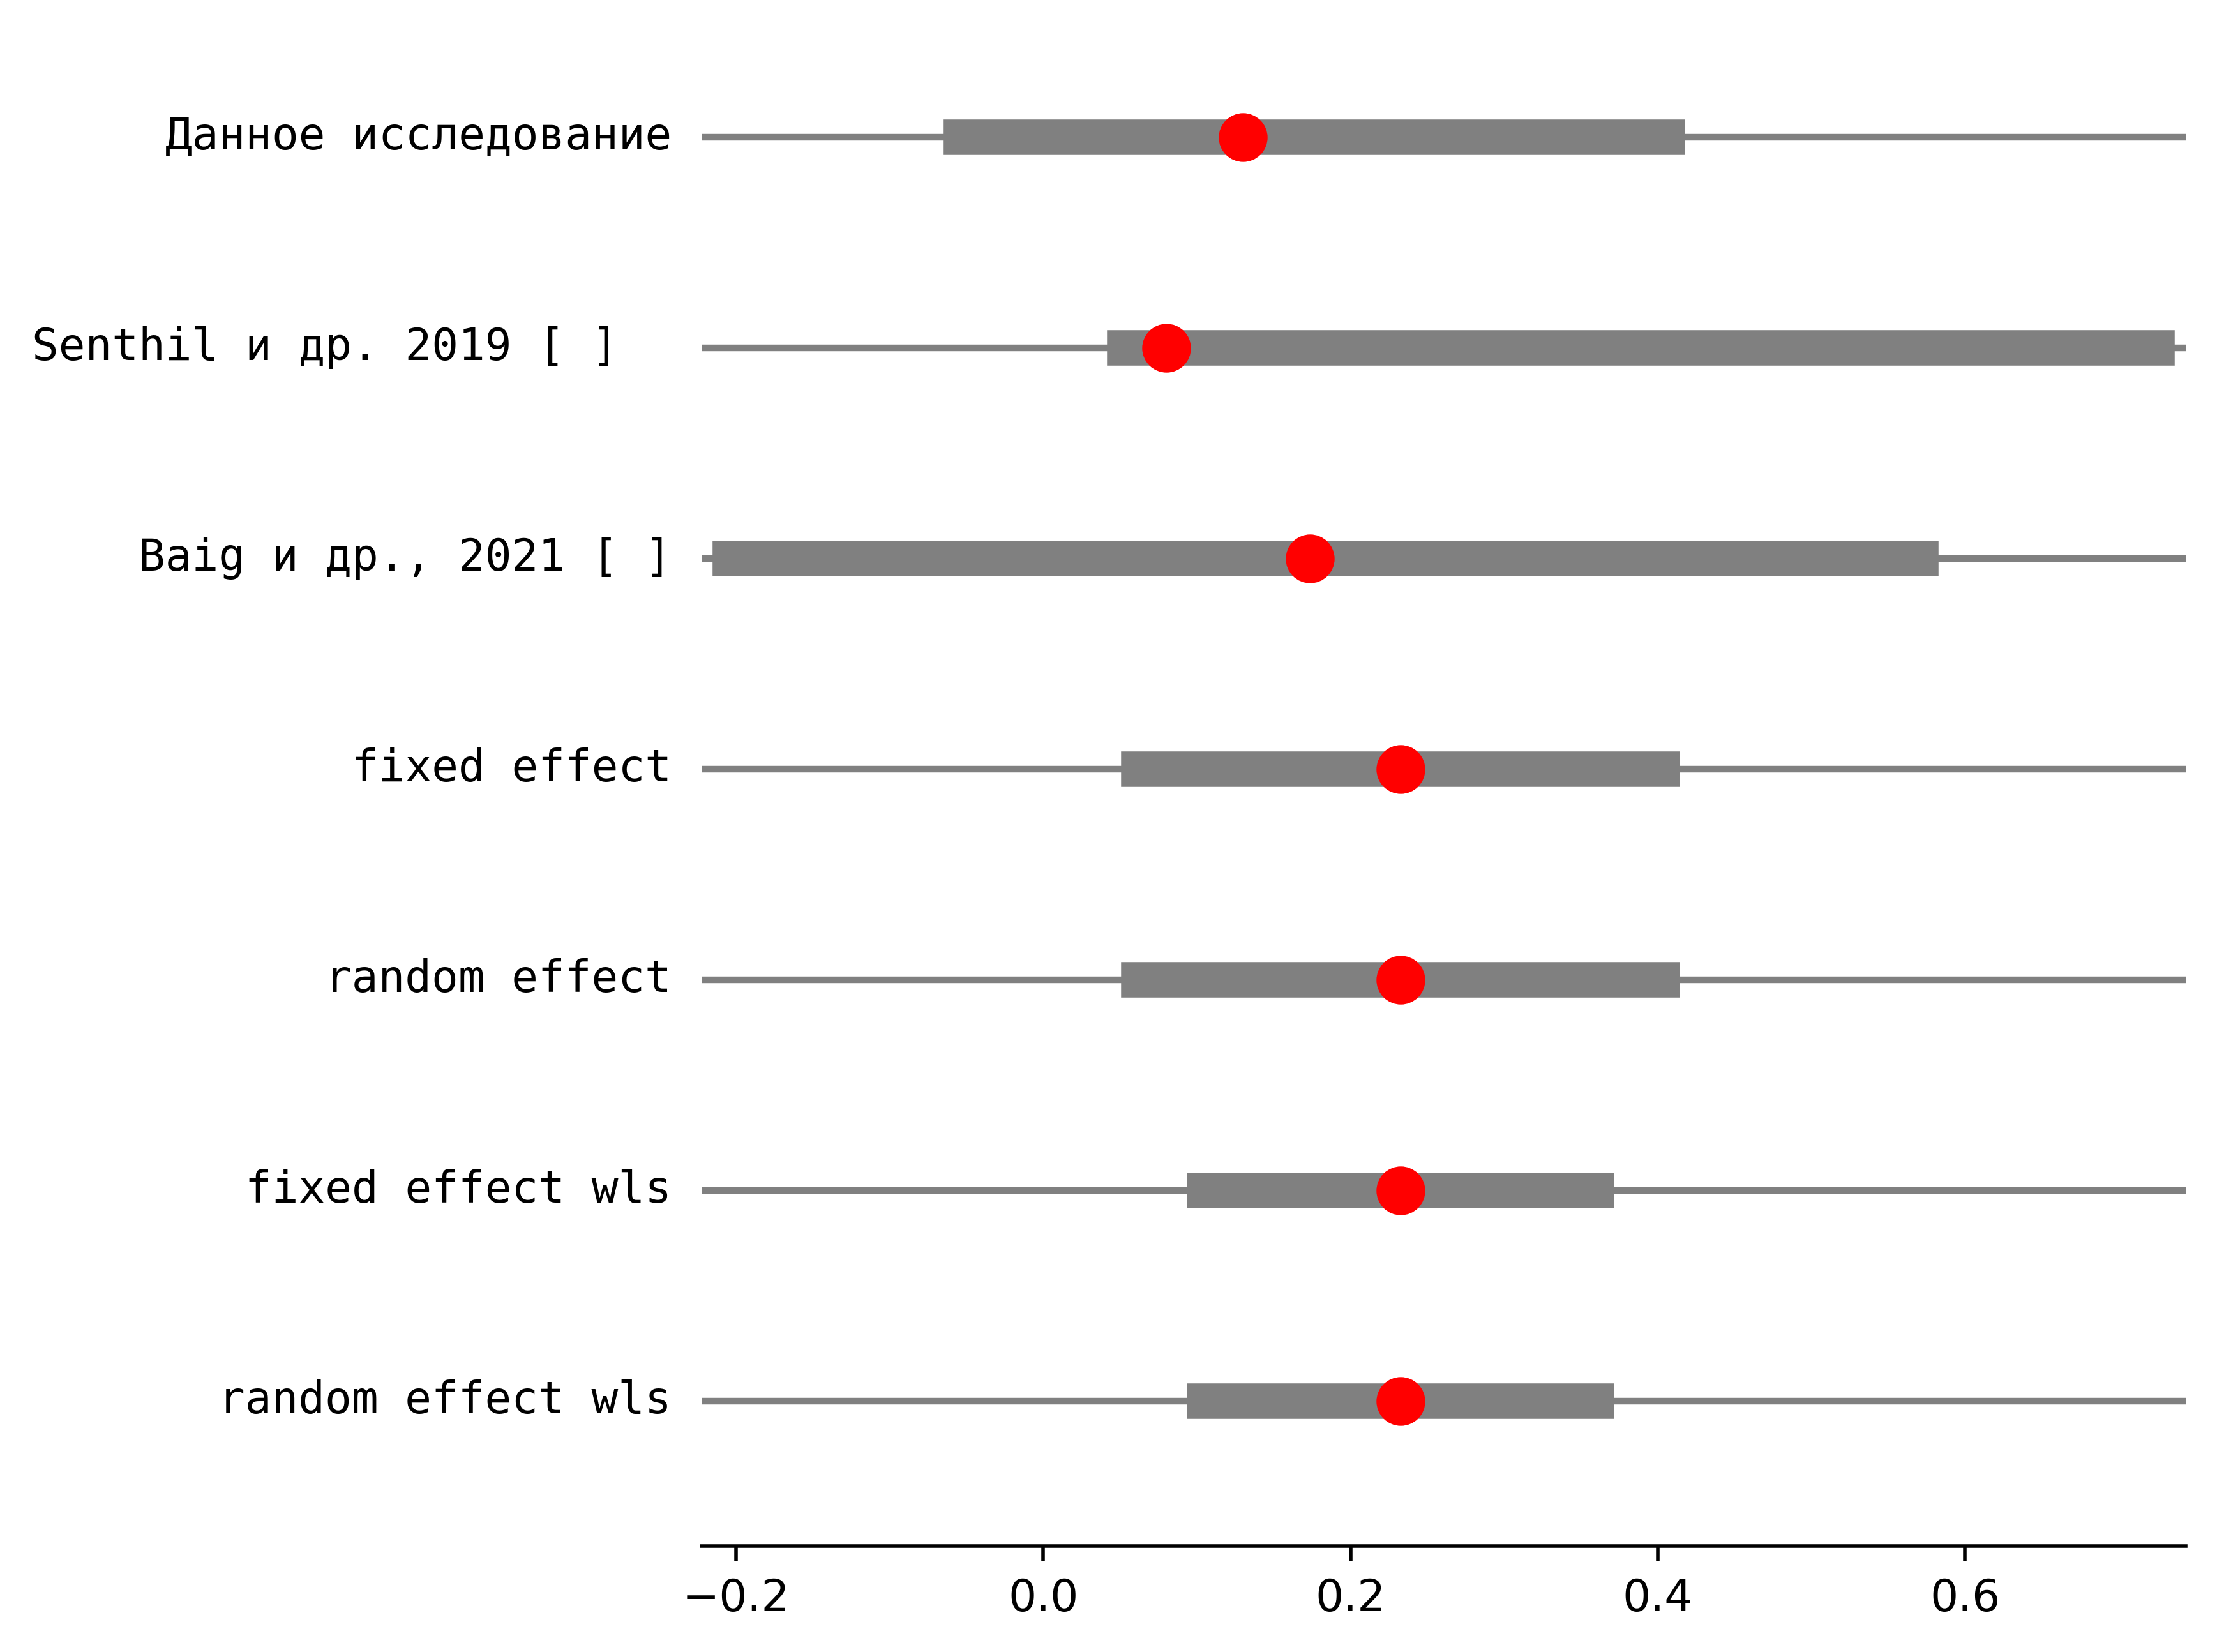 Данное исследование
Senthil и др. 2019 [ ]
Baig и др., 2021 [ ]
fixed effect
random effect
fixed effect wls
random effect wls
−0.2 0.0 0.2 0.4 0.6